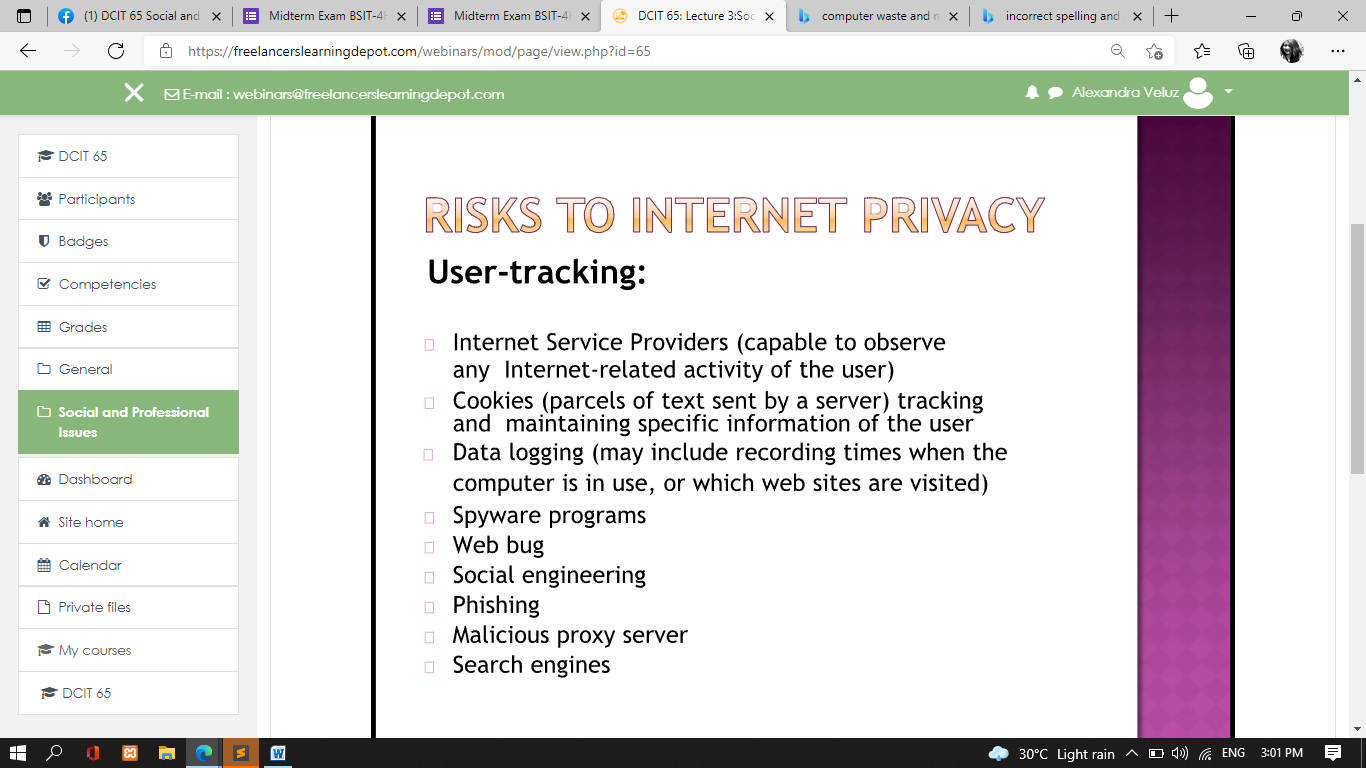 (1) DCIT 65 Social and
Midterm Exam BSIT-4
Midterm Exam BSIT-4
DCIT 65: Lecture 3:Soc
computer waste and
incorrect spelling and
https://freelancerslearningdepot.com/webinars/mod/page/view.php?id=65
E-mail : webinars@freelancerslearningdepot.com
Alexandra Veluz
DCIT 65
Participants
Badges
Competencies
Grades
General
Social and Professional
Issues
Dashboard
Site home
Calendar
Private files
My courses
DCIT 65
RISKS TO INTERNET PRIVACY
User-tracking:
Internet Service Providers (capable to observe
any Internet-related activity of the user)
Cookies (parcels of text sent by a server) tracking
and maintaining specific information of the user
Data logging (may include recording times when the
computer is in use, or which web sites are visited)
Spyware programs
Web bug
Social engineering
Phishing
Malicious proxy server
Search engines
30°C Light rain
ENG
3:01 PM